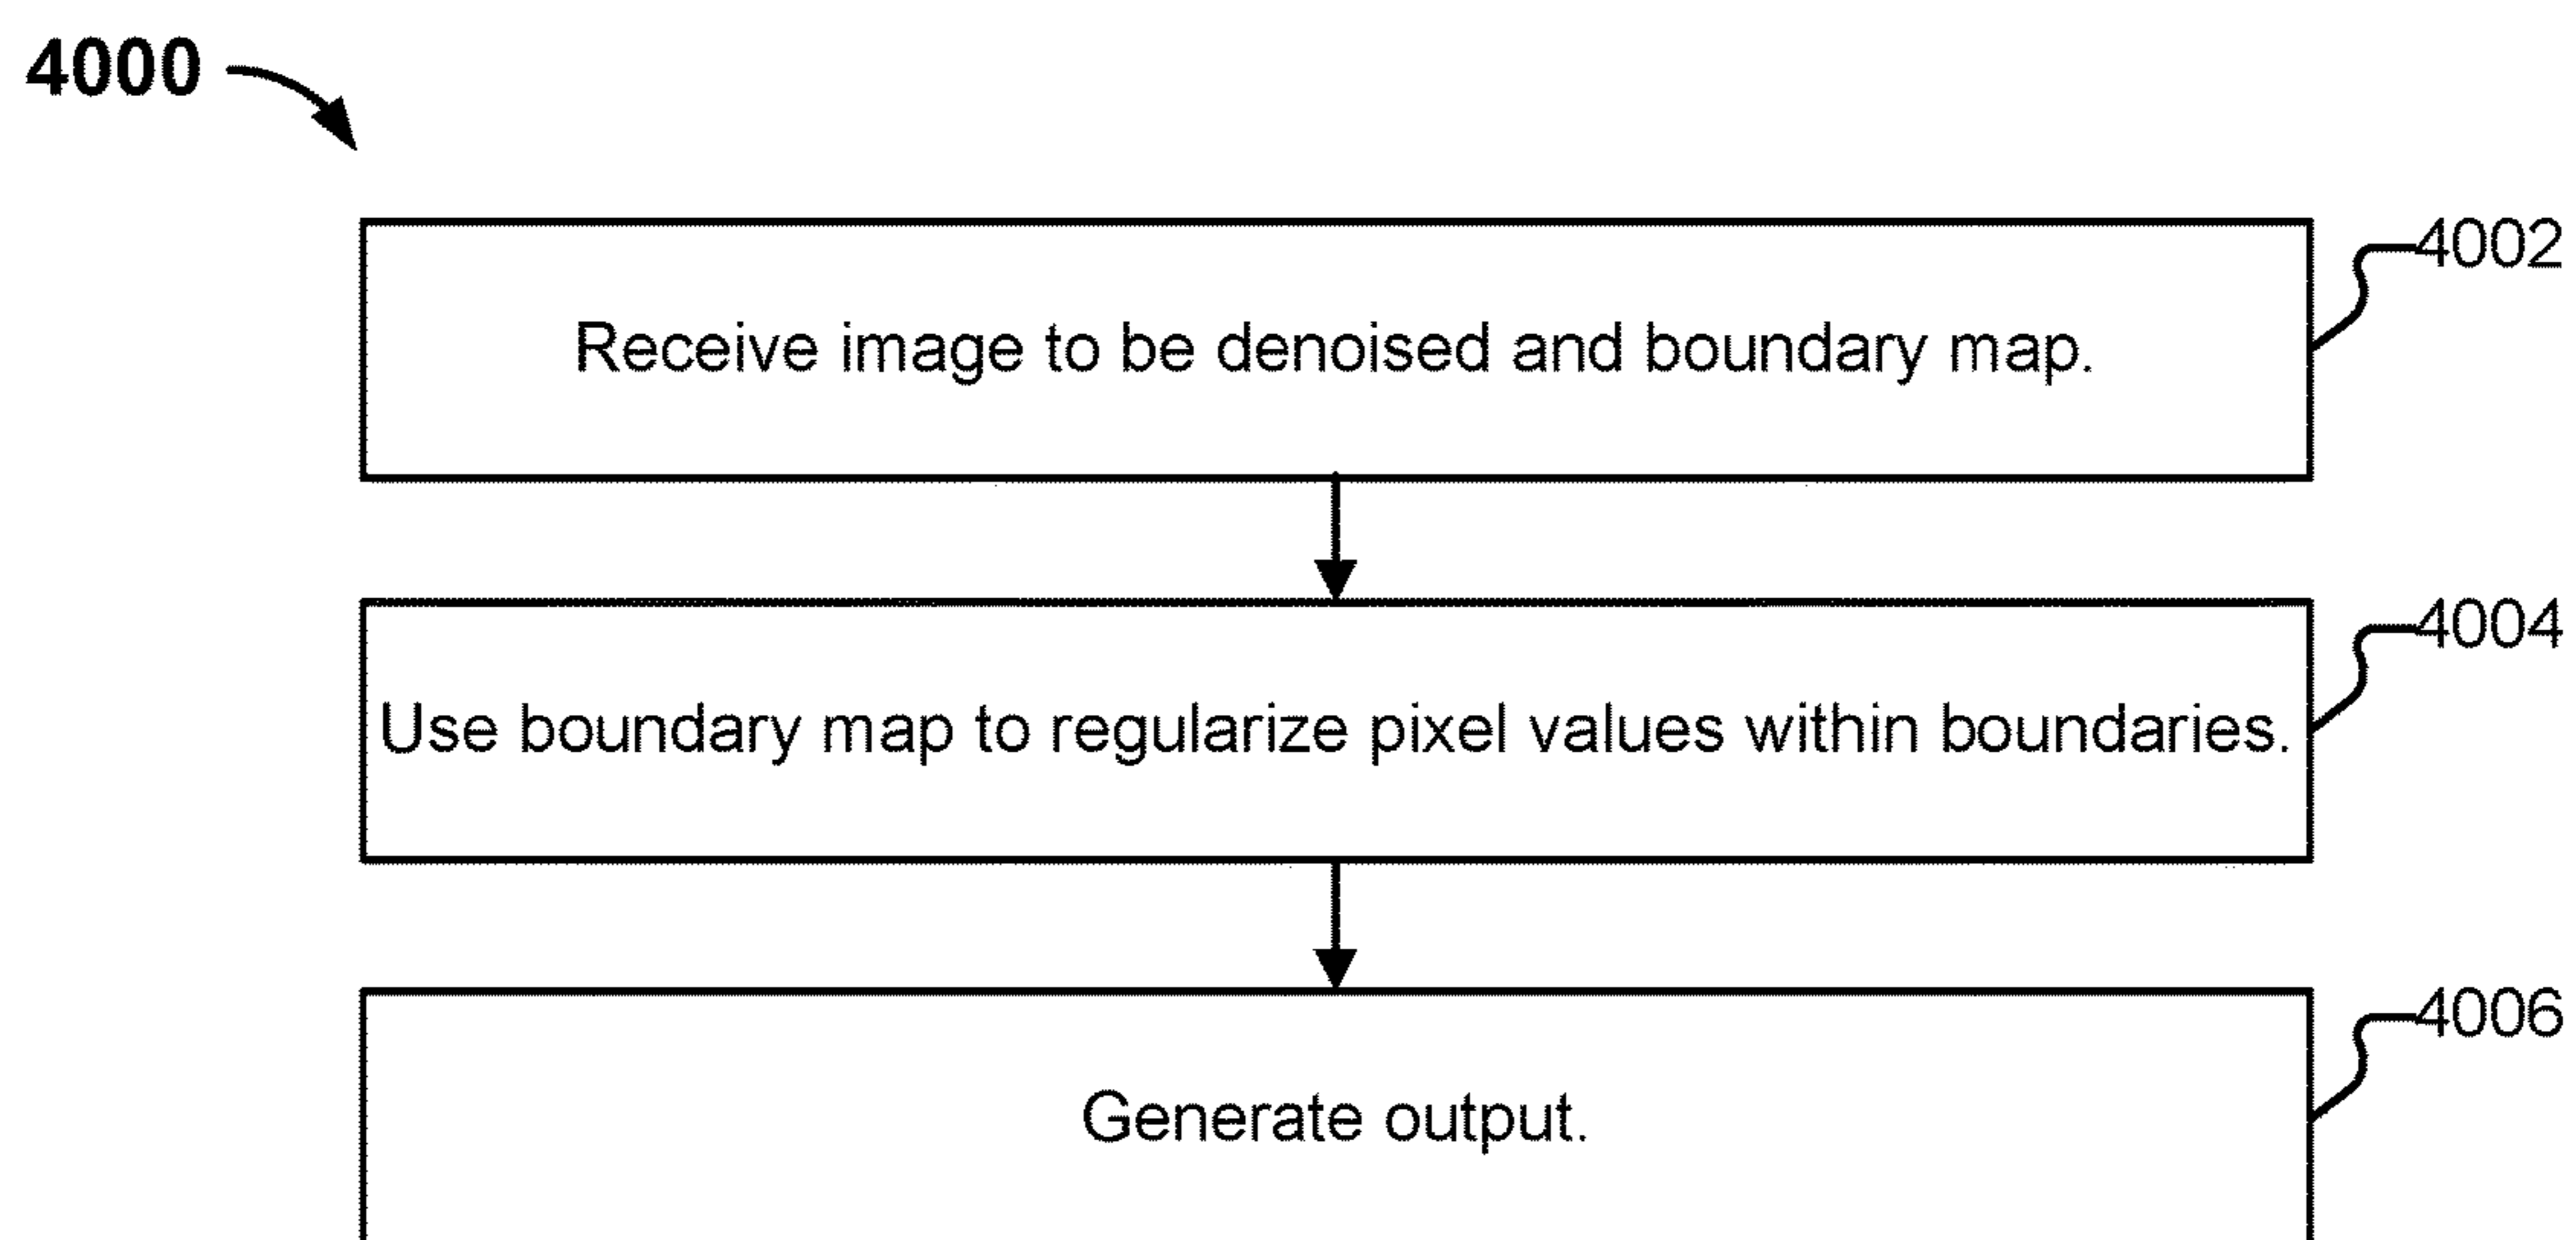 4000
4002
Receive image to be denoised and boundary map.
4004
Use boundary map to regularize pixel values within boundaries.
4006
Generate output.